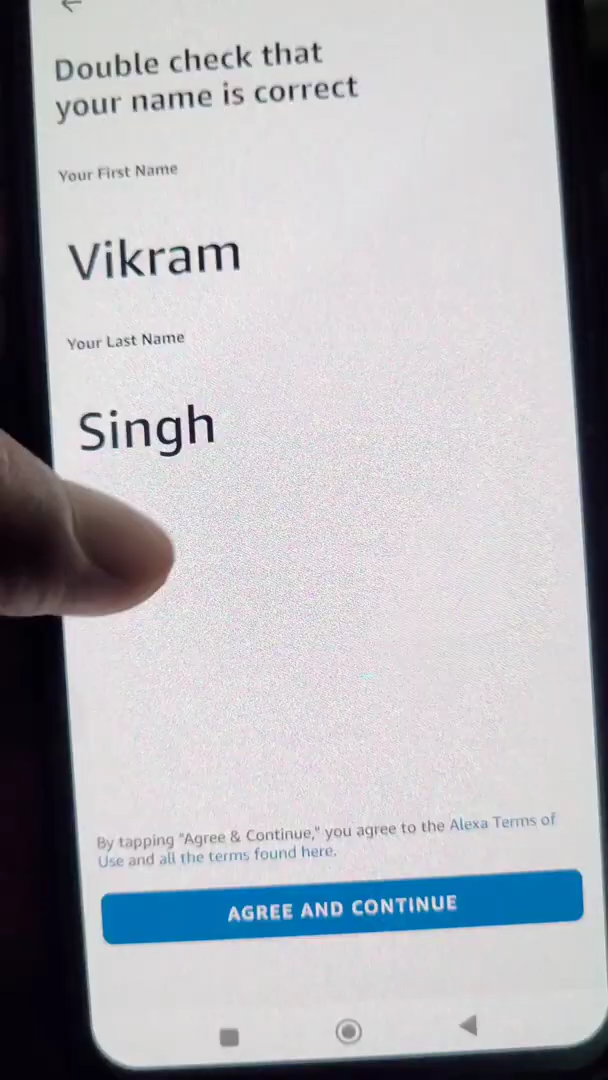 Double check that
your name is correct
Your First Name
Vikram
Your Last Name
Singh
By tapping "Agree & Continue," you agree to the Alexa Terms of
Use and all the terms found here.
AGREE AND CONTINUE